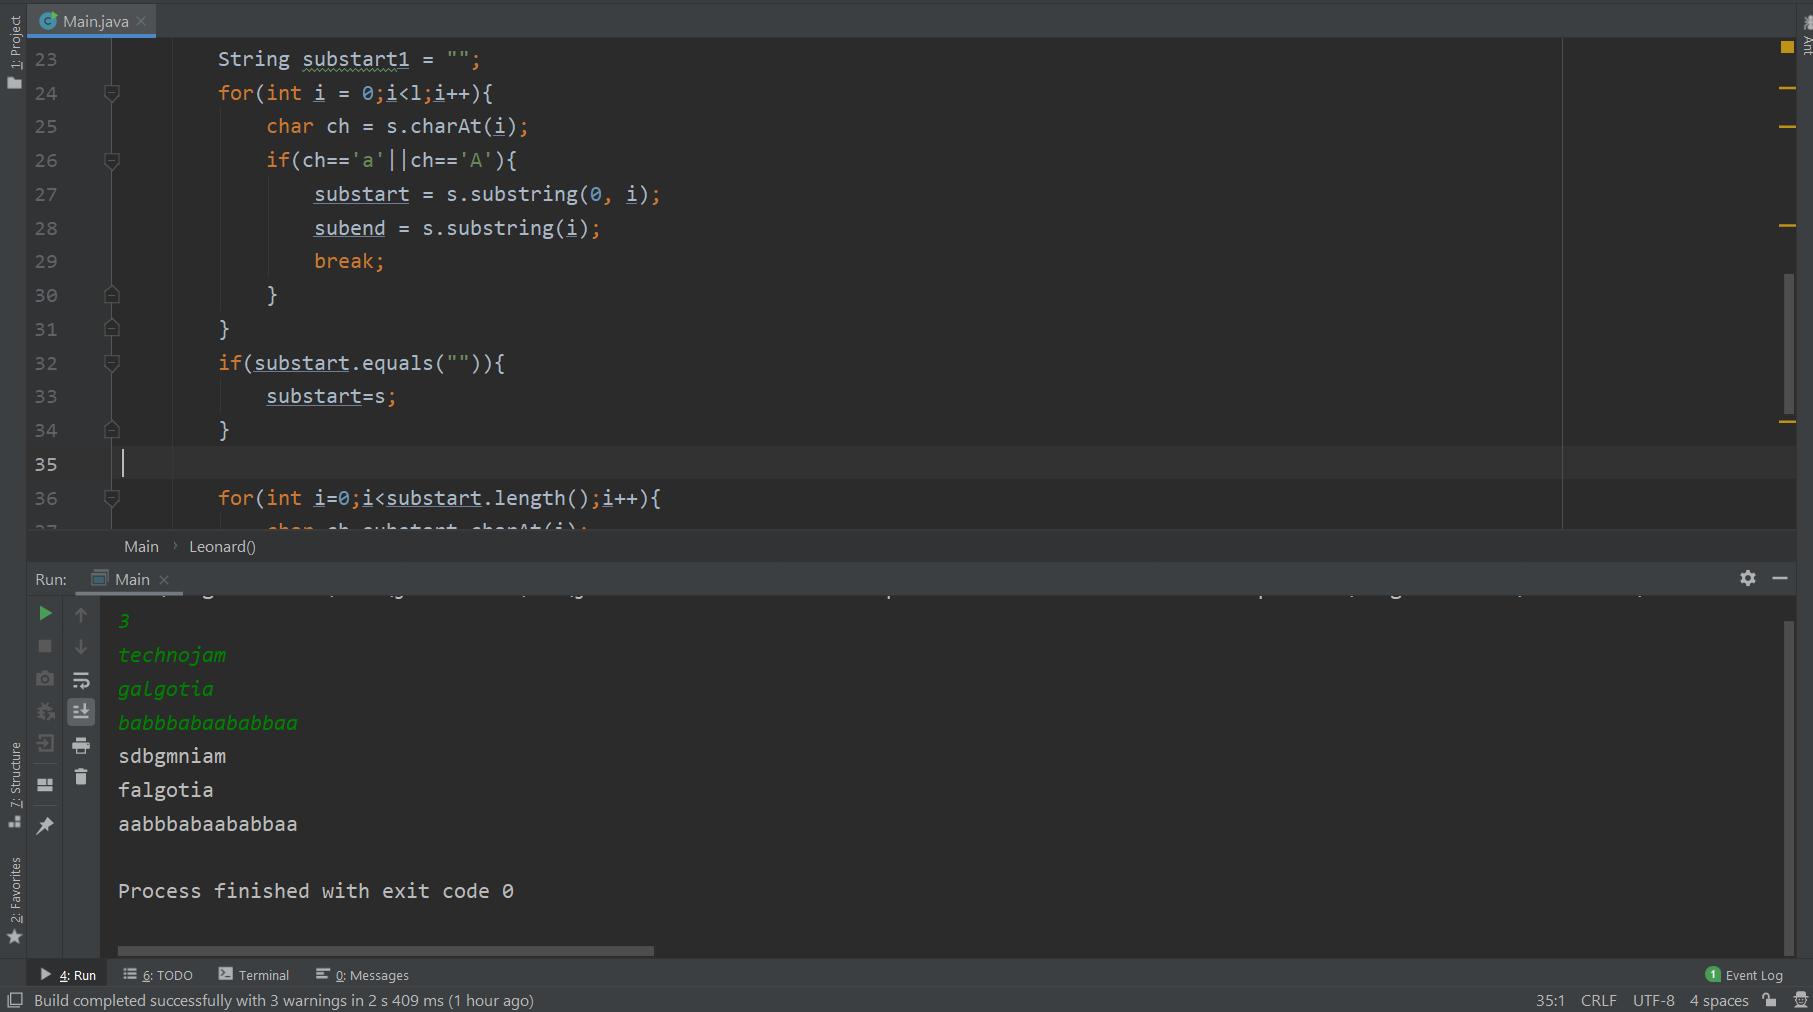 Main.java
1: Project
Ant
23 String substart1 = "";
24 for(int i = 0;i<l;i++){
25 char ch = s.charAt(i);
26 if(ch=='a'||ch=='A'){
27 substart = s.substring(0, i);
28 subend = s.substring(i);
29 break;
30 }
31 }
32 if(substart.equals("")){
33 substart=s;
34 }
35
36 for(int i=0;i<substart.length();i++){
Main › Leonard()
Run: Main
3
technojam
galgotia
babbbabaababbaa
sdbgmniam
falgotia
aabbbabaababbaa
Process finished with exit code 0
7: Structure
2: Favorites
4: Run 6: TODO Terminal 0: Messages 1 Event Log
Build completed successfully with 3 warnings in 2 s 409 ms (1 hour ago) 35:1 CRLF UTF-8 4 spaces